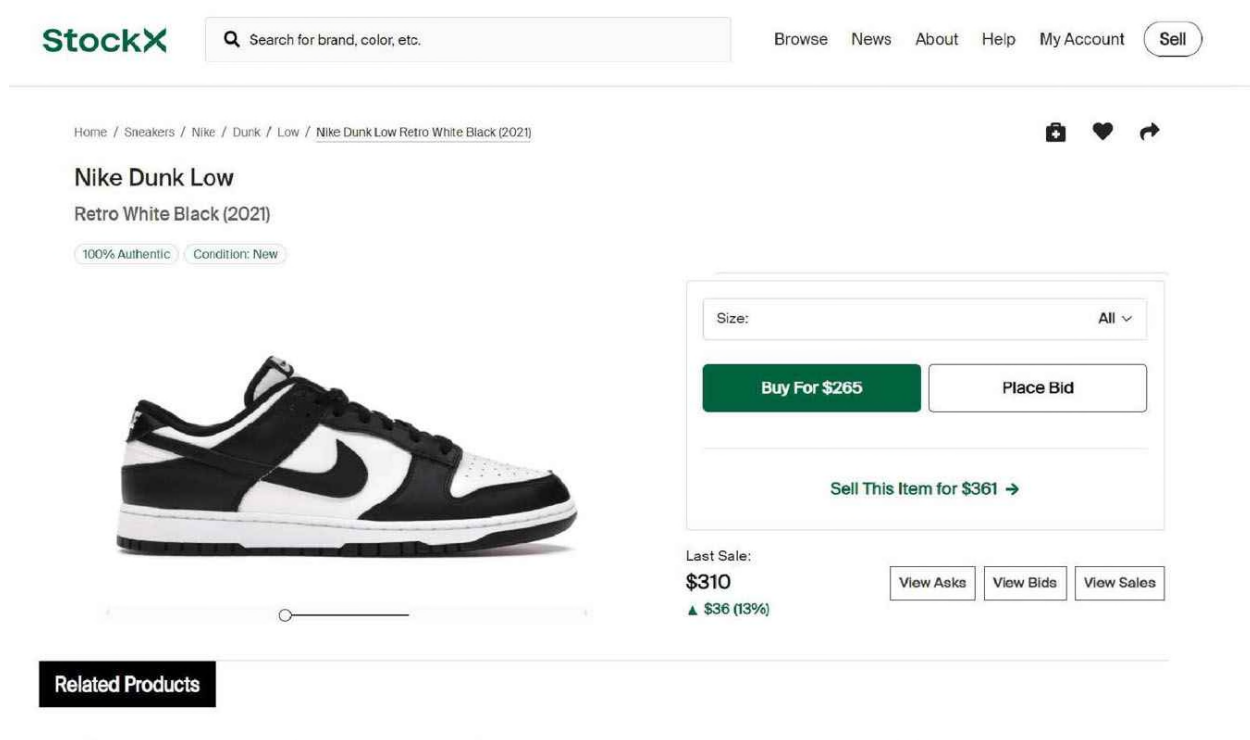 StockX
Search for brand, color, etc.
Browse News About Help My Account Sell
Home / Sneakers / Nike / Dunk / Low / Nike Dunk Low Retro White Black (2021)
Nike Dunk Low
Retro White Black (2021)
100% Authentic Condition: New
Size: All
Buy For $265 Place Bid
Sell This Item for $361 →
Last Sale:
$310
View Asks View Bids View Sales
▲ $36 (13%)
Related Products